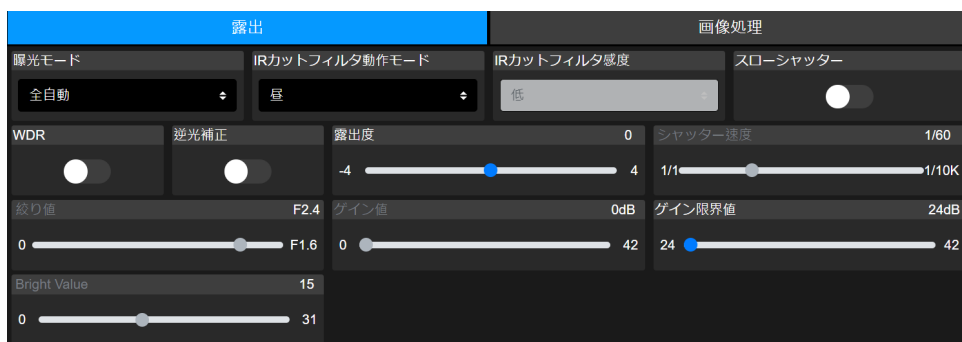 露出 画像処理
曝光モード IRカットフィルタ動作モード IRカットフィルタ感度 スローシャッター
全自動 昼 低
WDR 逆光補正 露出度 0 シャッター速度 1/60
-4 4 1/1 1/10K
絞り値 F2.4 ゲイン値 0dB ゲイン限界値 24dB
0 F1.6 0 42 24 42
Bright Value 15
0 31